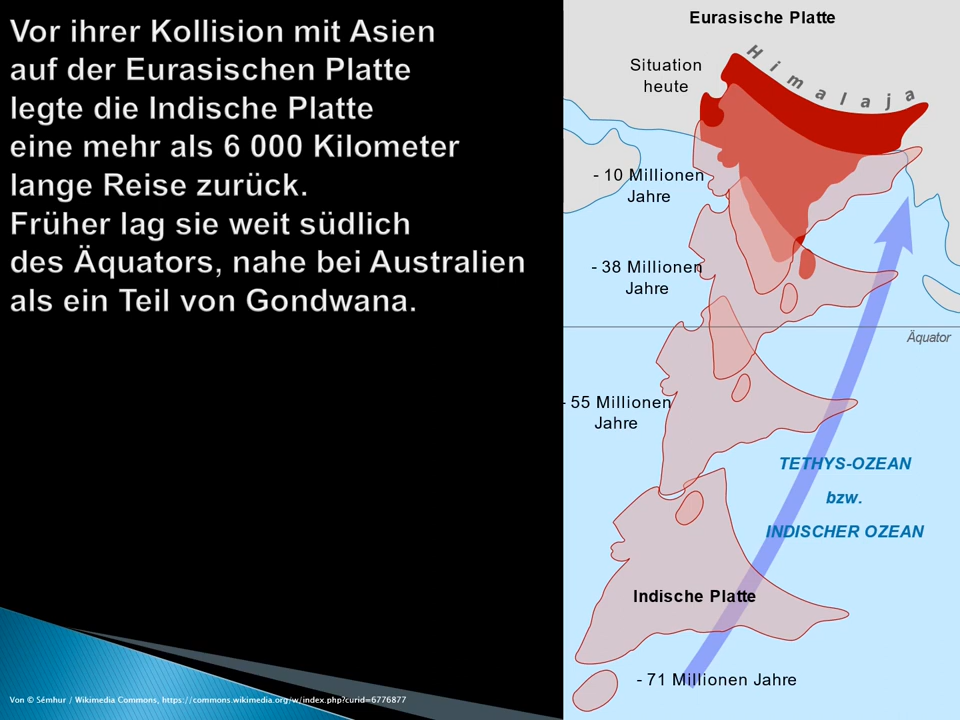 Vor ihrer Kollision mit Asien
auf der Eurasischen Platte
legte die Indische Platte
eine mehr als 6 000 Kilometer
lange Reise zurück.
Früher lag sie weit südlich
des Äquators, nahe bei Australien
als ein Teil von Gondwana.
Von © Sémhur / Wikimedia Commons, https://commons.wikimedia.org/w/index.php?curid=6776877
Eurasische Platte
Himalaja
Situation
heute
- 10 Millionen
Jahre
- 38 Millionen
Jahre
Äquator
- 55 Millionen
Jahre
TETHYS-OZEAN
bzw.
INDISCHER OZEAN
Indische Platte
- 71 Millionen Jahre